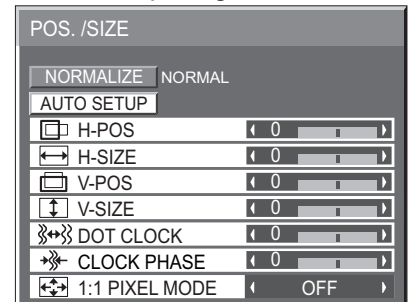 POS. /SIZE
NORMALIZE NORMAL
AUTO SETUP
H-POS 0
H-SIZE 0
V-POS 0
V-SIZE 0
DOT CLOCK 0
CLOCK PHASE 0
1:1 PIXEL MODE OFF